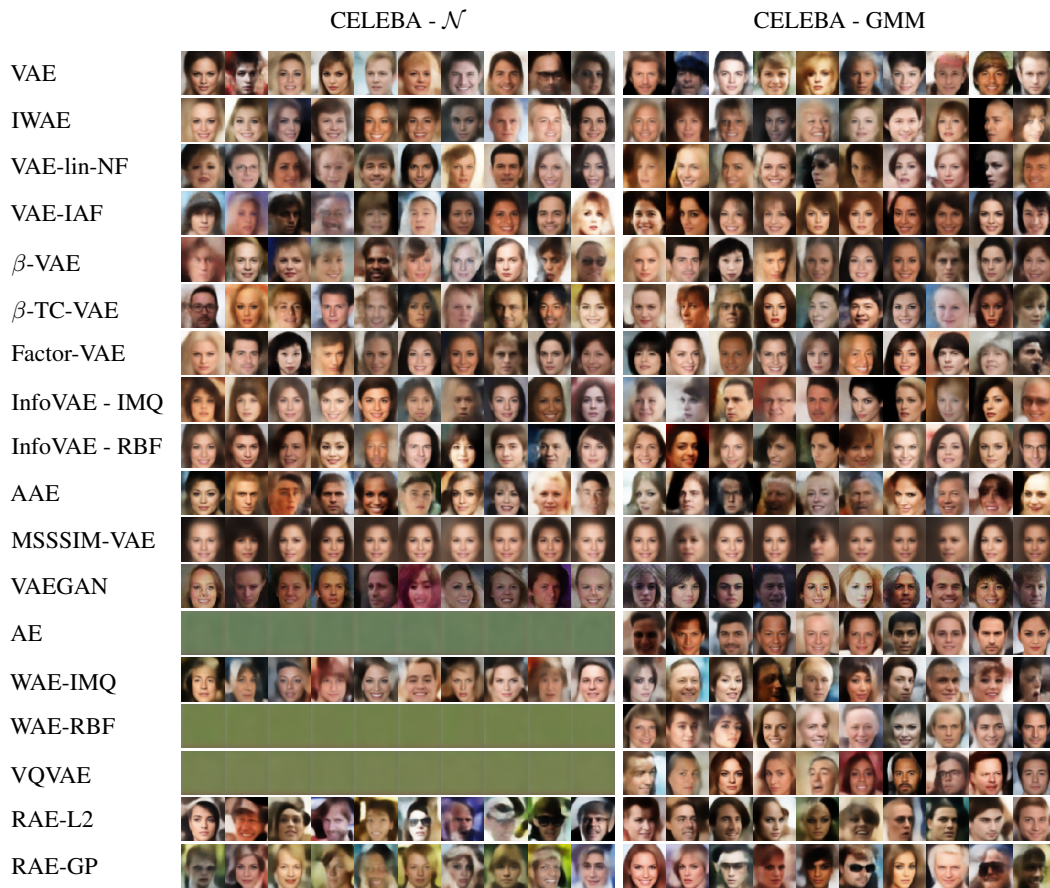 CELEBA - 𝒩 CELEBA - GMM
VAE
IWAE
VAE-lin-NF
VAE-IAF
β-VAE
β-TC-VAE
Factor-VAE
InfoVAE - IMQ
InfoVAE - RBF
AAE
MSSSIM-VAE
VAEGAN
AE
WAE-IMQ
WAE-RBF
VQVAE
RAE-L2
RAE-GP